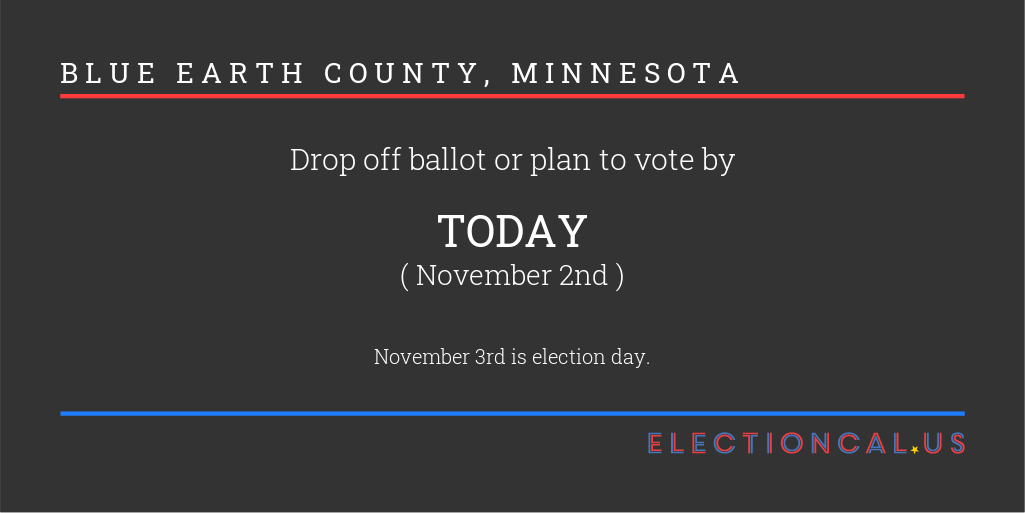 BLUE EARTH COUNTY, MINNESOTA
Drop off ballot or plan to vote by
TODAY
( November 2nd )
November 3rd is election day.
ELECTIONCAL.US